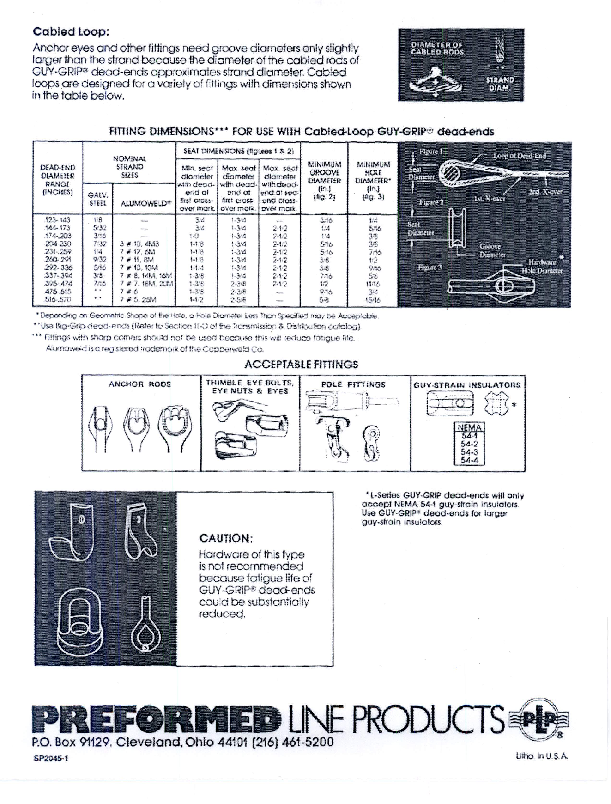 Cabled Loop:
Anchor eyes and other fittings need groove diameters only slightly
larger than the strand because the diameter of the cabled rods of
GUY-GRIP® dead-ends approximates strand diameter. Cabled
loops are designed for a variety of fittings with dimensions shown
in the table below.
DIAMETER OF
CABLED RODS
STRAND
DIAM.
FITTING DIMENSIONS*** FOR USE WITH Cabled-Loop GUY-GRIP® dead-ends
DEAD-END
DIAMETER
RANGE
(INCHES)
NOMINAL
STRAND
SIZES
GALV.
STEEL
ALUMOWELD*
SEAT DIMENSIONS (figures 1 & 2)
Min. seat
diameter
with dead-
end at
first cross-
over mark
Max. seat
diameter
with dead-
end at
first cross-
over mark
Max. seat
diameter
with dead-
end at sec-
ond cross-
over mark
MINIMUM
GROOVE
DIAMETER
(in.)
(fig. 2)
MINIMUM
HOLE
DIAMETER*
(in.)
(fig. 3)
.123-.143 1/8 — 3/4 1-3/4 — 3/16 1/4
.144-.173 5/32 — 3/4 1-3/4 2-1/2 1/4 5/16
.174-.203 3/16 — 1-3/4 2-1/2 1/4 3/8
.204-.230 7/32 3 # 10, 4M3 1-1/8 1-3/4 2-1/2 5/16 3/8
.231-.259 1/4 7 # 12, 6M 1-1/8 1-3/4 2-1/2 5/16 7/16
.260-.291 9/32 7 # 11, 8M 1-1/8 1-3/4 2-1/2 3/8 1/2
.292-.336 5/16 7 # 10, 10M 1-1/4 1-3/4 2-1/2 3/8 9/16
.337-.394 3/8 7 # 8, 14M, 16M 1-3/8 1-3/4 2-1/2 7/16 5/8
.395-.474 7/16 7 # 7, 18M, 20M 1-3/8 2-3/8 2-1/2 1/2 11/16
.475-.515 ** 7 # 6 1-3/8 2-3/8 — 9/16 3/4
.516-.570 ** 7 # 5, 25M 1-1/2 2-3/8 — 5/8 13/16
Figure 1
Loop of Dead-End
Seat
Diameter
1st. X-over
2nd. X-over
Figure 2
Seat
Diameter
Groove
Diameter
Figure 3
Hardware
Hole Diameter
* Depending on Geometric Shape of the Hole, a Hole Diameter Less Than Specified may be Acceptable.
** Use Big-Grip dead-ends (Refer to Section of the Transmission & Distribution catalog).
*** Fittings with sharp corners should not be used because this will reduce fatigue life.
Alumoweld is a registered trademark of the Copperweld Co.
ACCEPTABLE FITTINGS
ANCHOR RODS
THIMBLE EYE BOLTS,
EYE NUTS & EYES
POLE FITTINGS
GUY-STRAIN INSULATORS
*
NEMA
54-1
54-2
54-3
54-4
* L-Series GUY-GRIP dead-ends will only
accept NEMA 54-1 guy-strain insulators.
Use GUY-GRIP® dead-ends for larger
guy-strain insulators.
CAUTION:
Hardware of this type
is not recommended
because fatigue life of
GUY-GRIP® dead-ends
could be substantially
reduced.
PREFORMED LINE PRODUCTS PLP ®
P.O. Box 91129, Cleveland, Ohio 44101 (216) 461-5200
SP2045-1
Litho. in U.S.A.